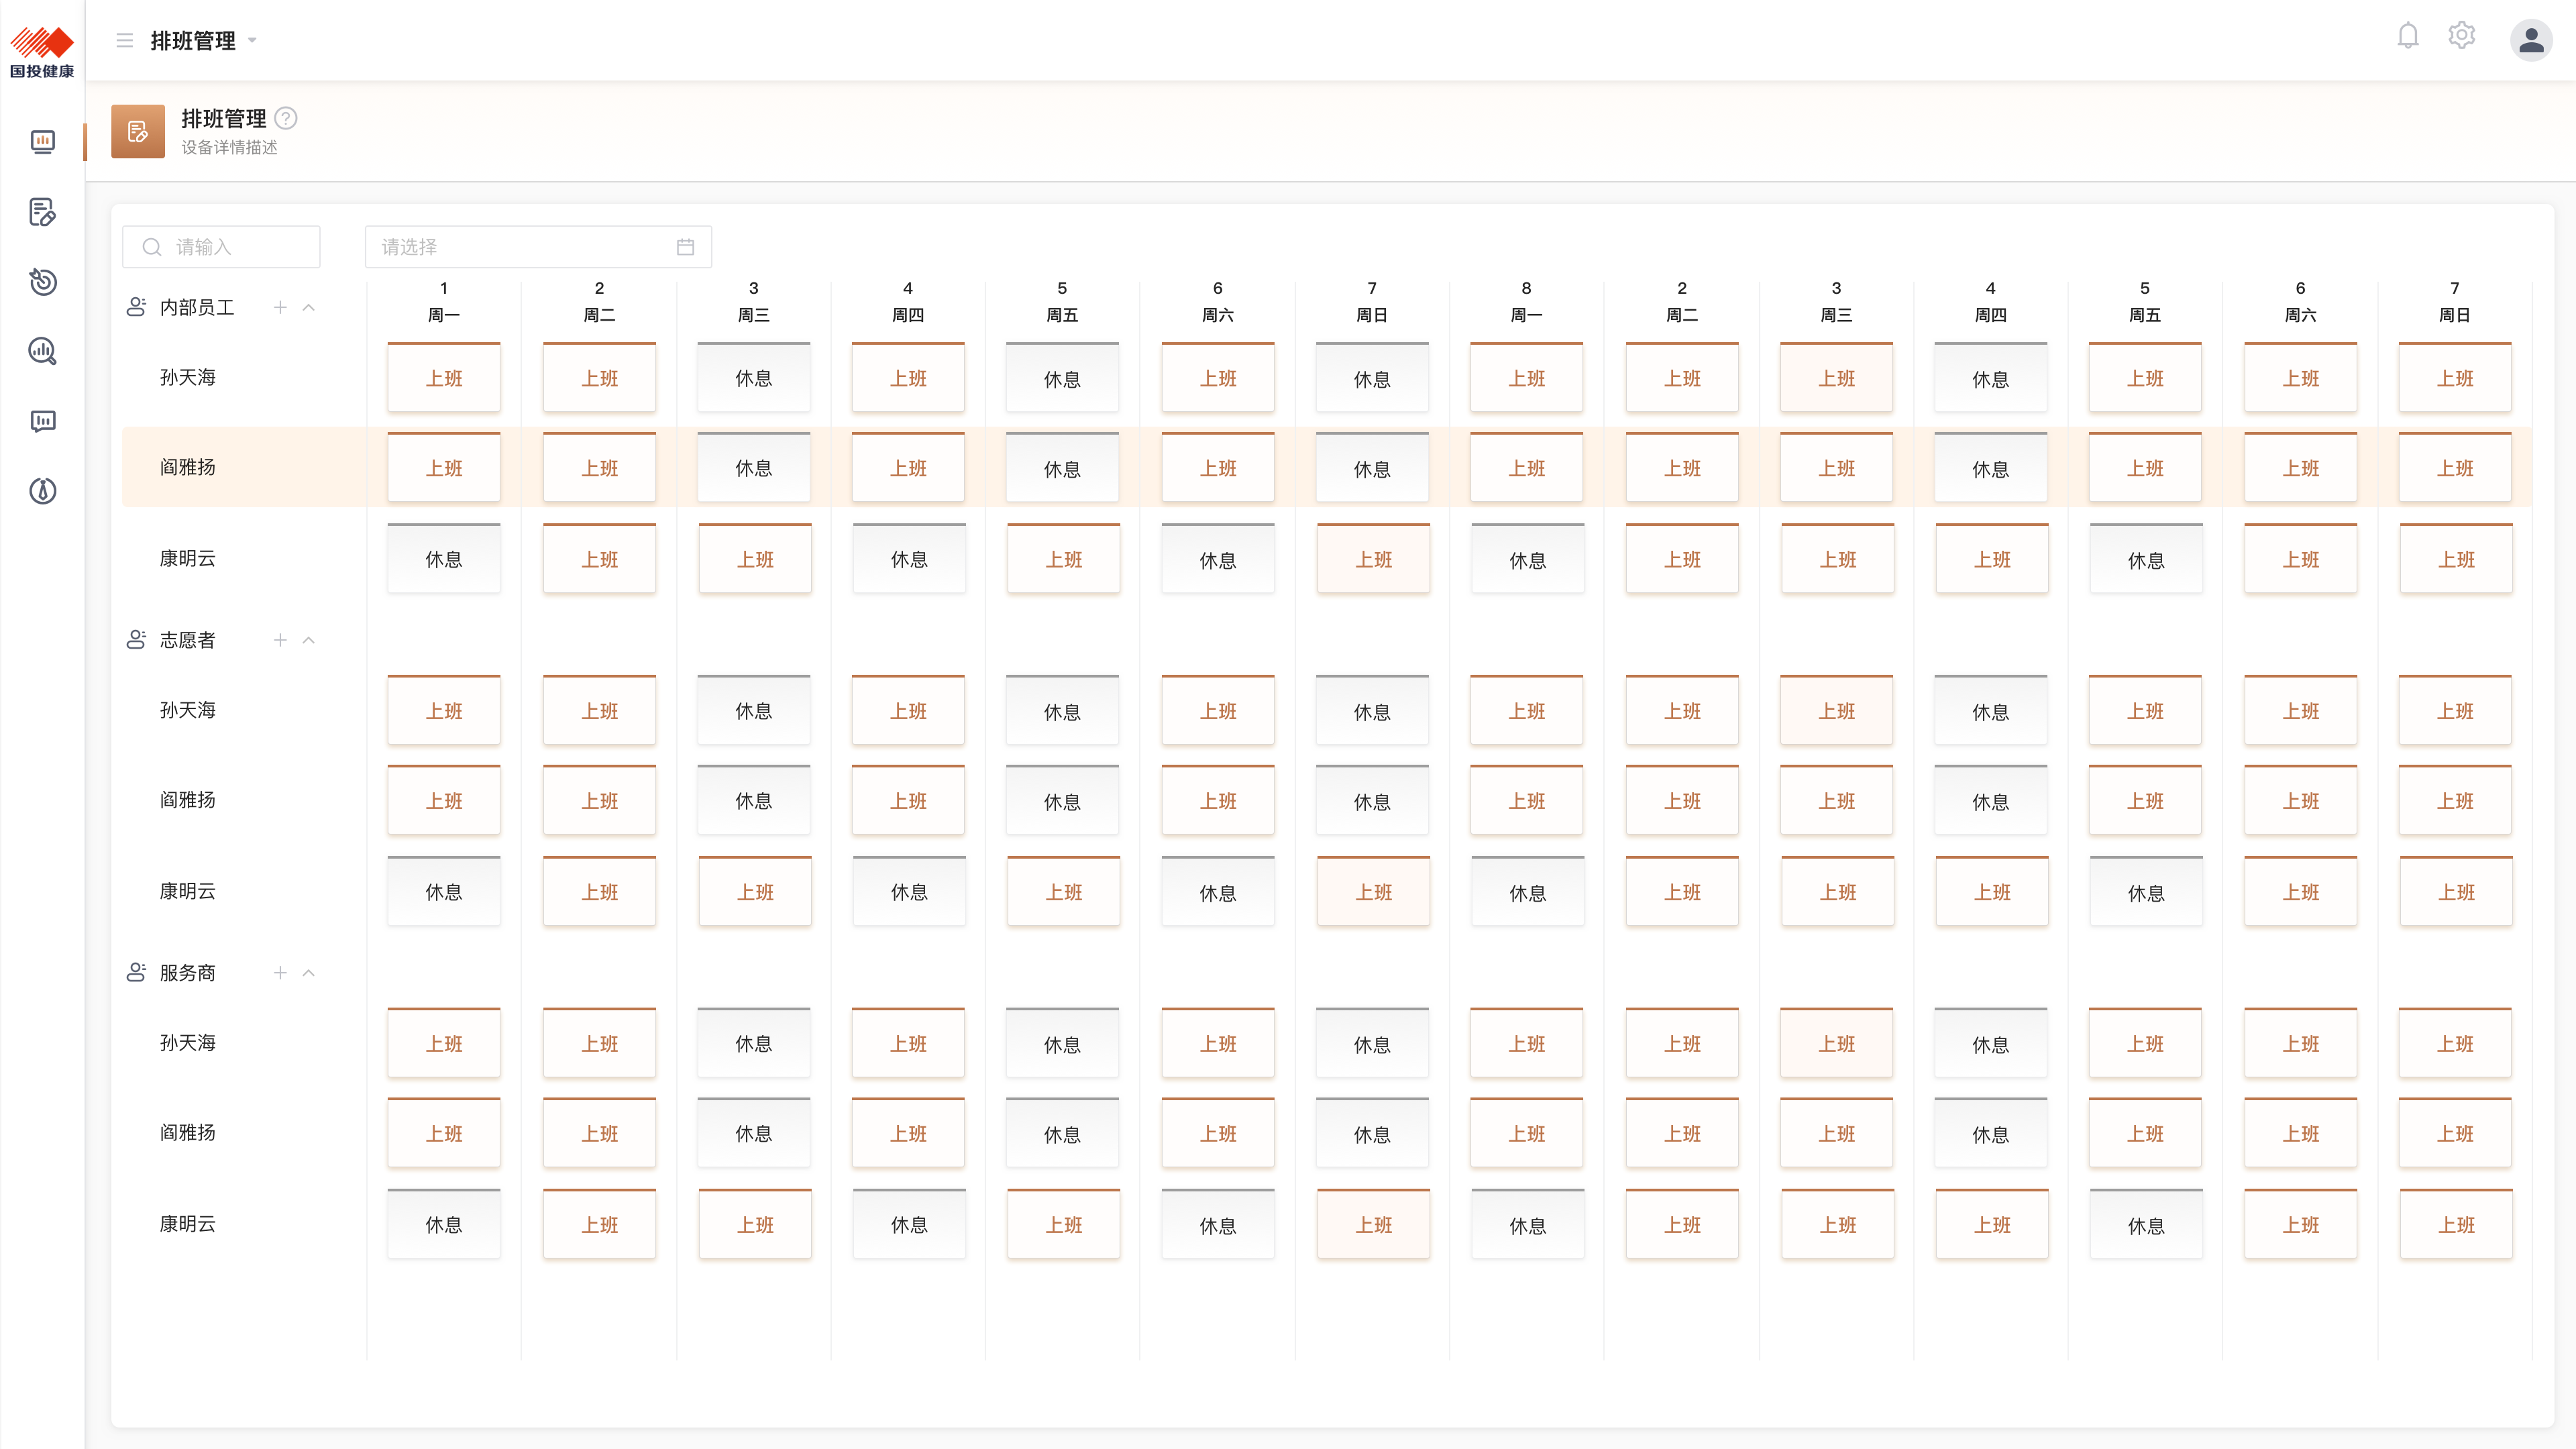 国投健康
排班管理
排班管理
设备详情描述
请输入 请选择
1 2 3 4 5 6 7 8 2 3 4 5 6 7
内部员工 周一 周二 周三 周四 周五 周六 周日 周一 周二 周三 周四 周五 周六 周日
孙天海 上班 上班 休息 上班 休息 上班 休息 上班 上班 上班 休息 上班 上班 上班
阎雅扬 上班 上班 休息 上班 休息 上班 休息 上班 上班 上班 休息 上班 上班 上班
康明云 休息 上班 上班 休息 上班 休息 上班 休息 上班 上班 上班 休息 上班 上班
志愿者
孙天海 上班 上班 休息 上班 休息 上班 休息 上班 上班 上班 休息 上班 上班 上班
阎雅扬 上班 上班 休息 上班 休息 上班 休息 上班 上班 上班 休息 上班 上班 上班
康明云 休息 上班 上班 休息 上班 休息 上班 休息 上班 上班 上班 休息 上班 上班
服务商
孙天海 上班 上班 休息 上班 休息 上班 休息 上班 上班 上班 休息 上班 上班 上班
阎雅扬 上班 上班 休息 上班 休息 上班 休息 上班 上班 上班 休息 上班 上班 上班
康明云 休息 上班 上班 休息 上班 休息 上班 休息 上班 上班 上班 休息 上班 上班